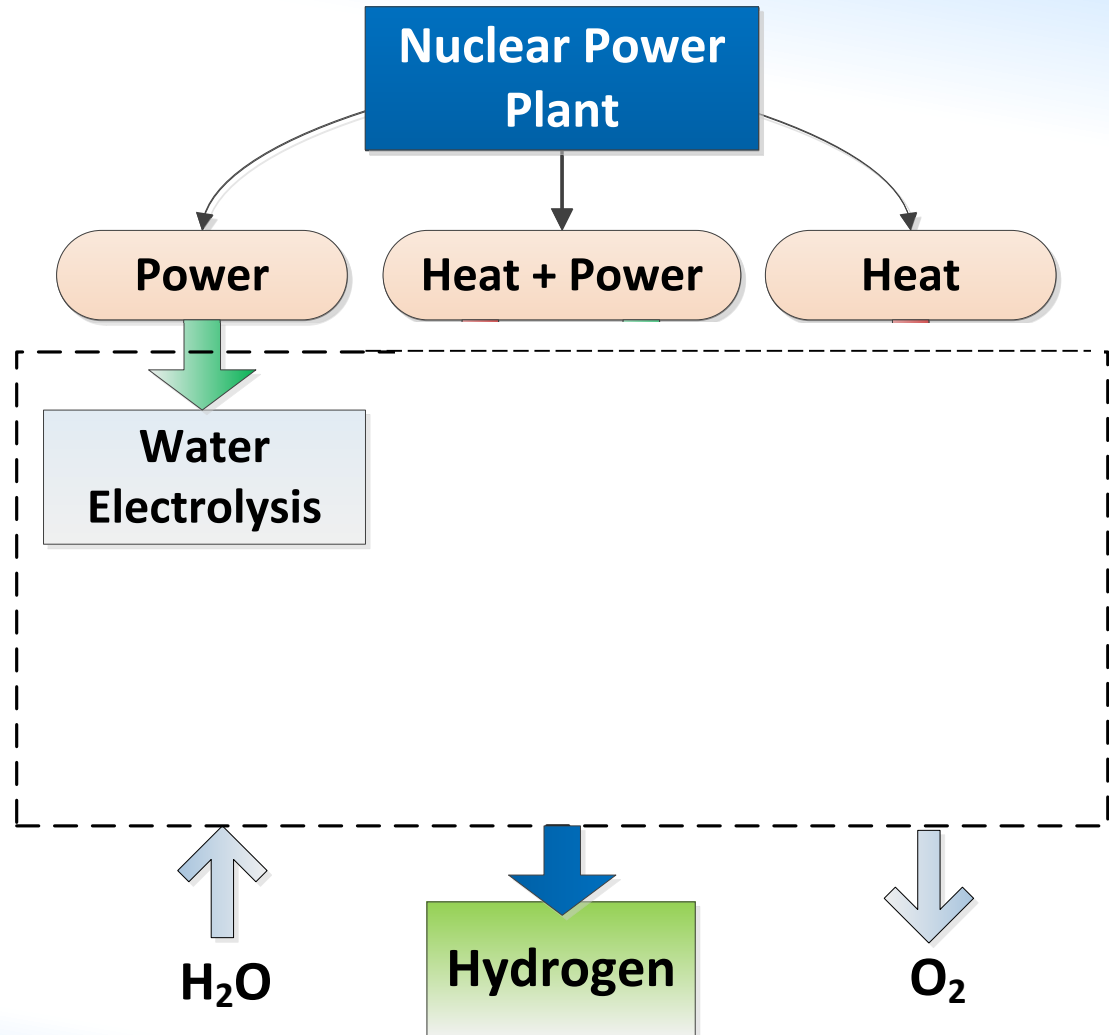 Nuclear Power
Plant
Power
Heat + Power
Heat
Water
Electrolysis
H₂O
Hydrogen
O₂